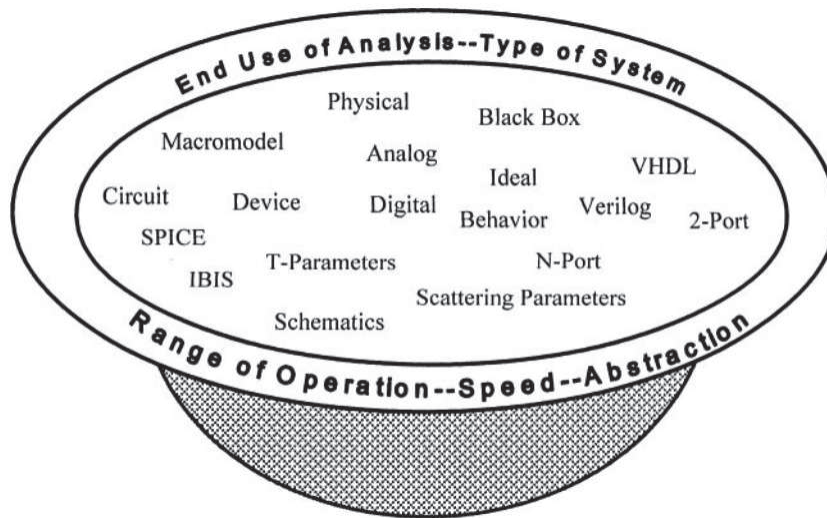 End Use of Analysis--Type of System
Physical
Black Box
Macromodel
Analog
VHDL
Ideal
Circuit
Device
Digital
Behavior
Verilog
2-Port
SPICE
T-Parameters
N-Port
IBIS
Scattering Parameters
Schematics
Range of Operation--Speed--Abstraction